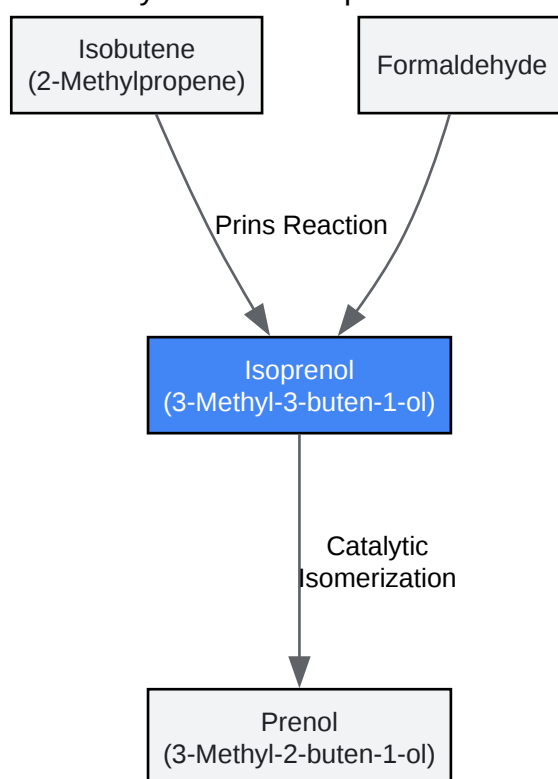 Isobutene
(2-Methylpropene)
Formaldehyde
Prins Reaction
Isoprenol
(3-Methyl-3-buten-1-ol)
Catalytic
Isomerization
Prenol
(3-Methyl-2-buten-1-ol)